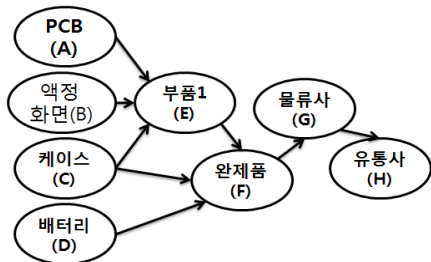 PCB
(A)
액정
화면(B)
케이스
(C)
배터리
(D)
부품1
(E)
완제품
(F)
물류사
(G)
유통사
(H)